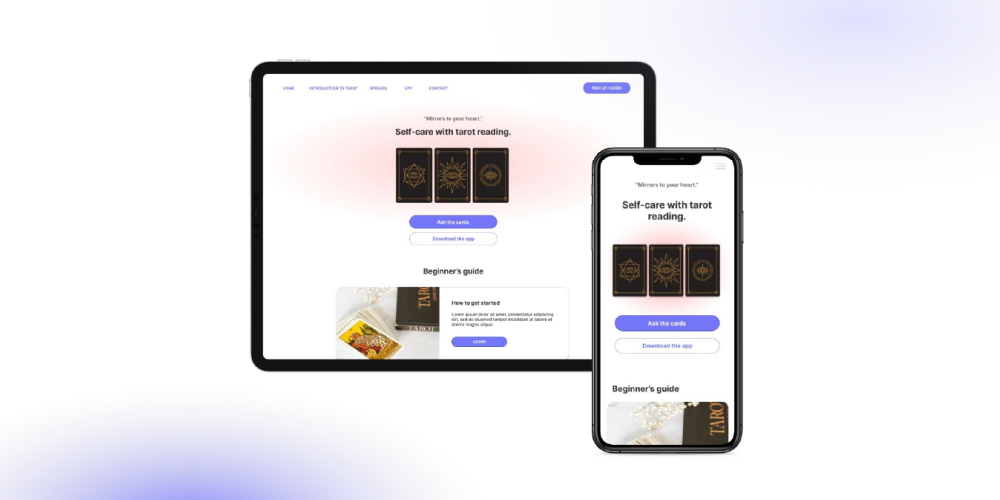 HOME INTRODUCTION TO TAROT SPREADS APP CONTACT SIGN UP / LOGIN
"Mirrors to your heart."
Self-care with tarot reading.
Ask the cards
Download the app
Beginner's guide
TAROT
TAROT
How to get started
Lorem ipsum dolor sit amet, consectetur adipiscing
elit, sed do eiusmod tempor incididunt ut labore et
dolore magna aliqua.
"Mirrors to your heart."
Self-care with tarot
reading.
Ask the cards
Download the app
Beginner's guide
TARO